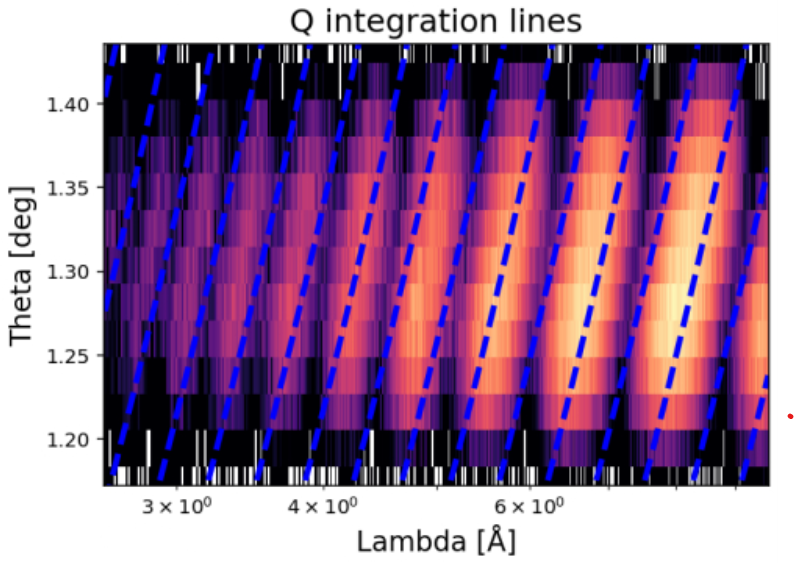 Q integration lines
1.40
1.35
1.30
1.25
1.20
Theta [deg]
3 × 10⁰ 4 × 10⁰ 6 × 10⁰
Lambda [Å]